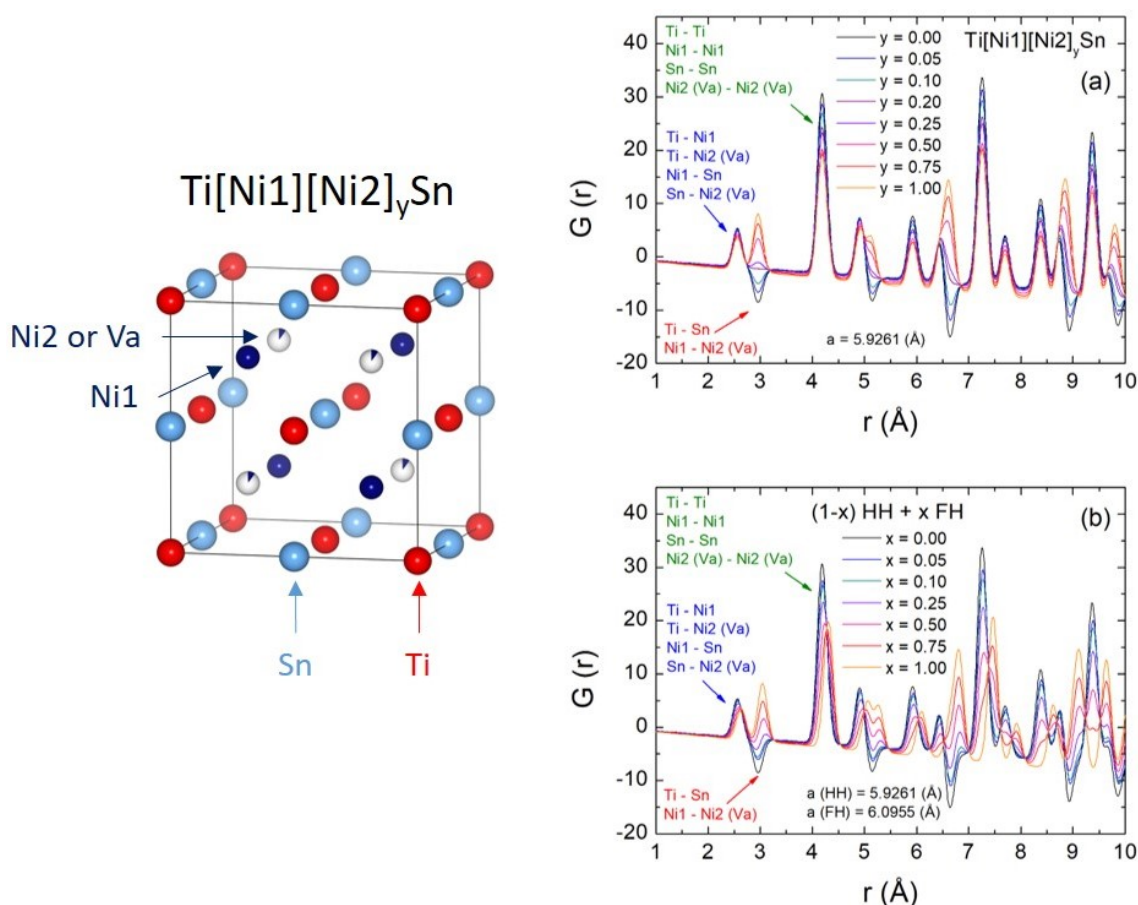 Ti[Ni1][Ni2]ySn
Ni2 or Va
Ni1
Sn
Ti
Ti - Ti
Ni1 - Ni1
Sn - Sn
Ni2 (Va) - Ni2 (Va)
Ti - Ni1
Ti - Ni2 (Va)
Ni1 - Sn
Sn - Ni2 (Va)
Ti - Sn
Ni1 - Ni2 (Va)
y = 0.00
y = 0.05
y = 0.10
y = 0.20
y = 0.25
y = 0.50
y = 0.75
y = 1.00
Ti[Ni1][Ni2]ySn
(a)
a = 5.9261 (Å)
G (r)
40
30
20
10
0
-10
-20
1 2 3 4 5 6 7 8 9 10
r (Å)
(1-x) HH + x FH
(b)
Ti - Ti
Ni1 - Ni1
Sn - Sn
Ni2 (Va) - Ni2 (Va)
Ti - Ni1
Ti - Ni2 (Va)
Ni1 - Sn
Sn - Ni2 (Va)
Ti - Sn
Ni1 - Ni2 (Va)
x = 0.00
x = 0.05
x = 0.10
x = 0.25
x = 0.50
x = 0.75
x = 1.00
a (HH) = 5.9261 (Å)
a (FH) = 6.0955 (Å)
G (r)
40
30
20
10
0
-10
-20
1 2 3 4 5 6 7 8 9 10
r (Å)